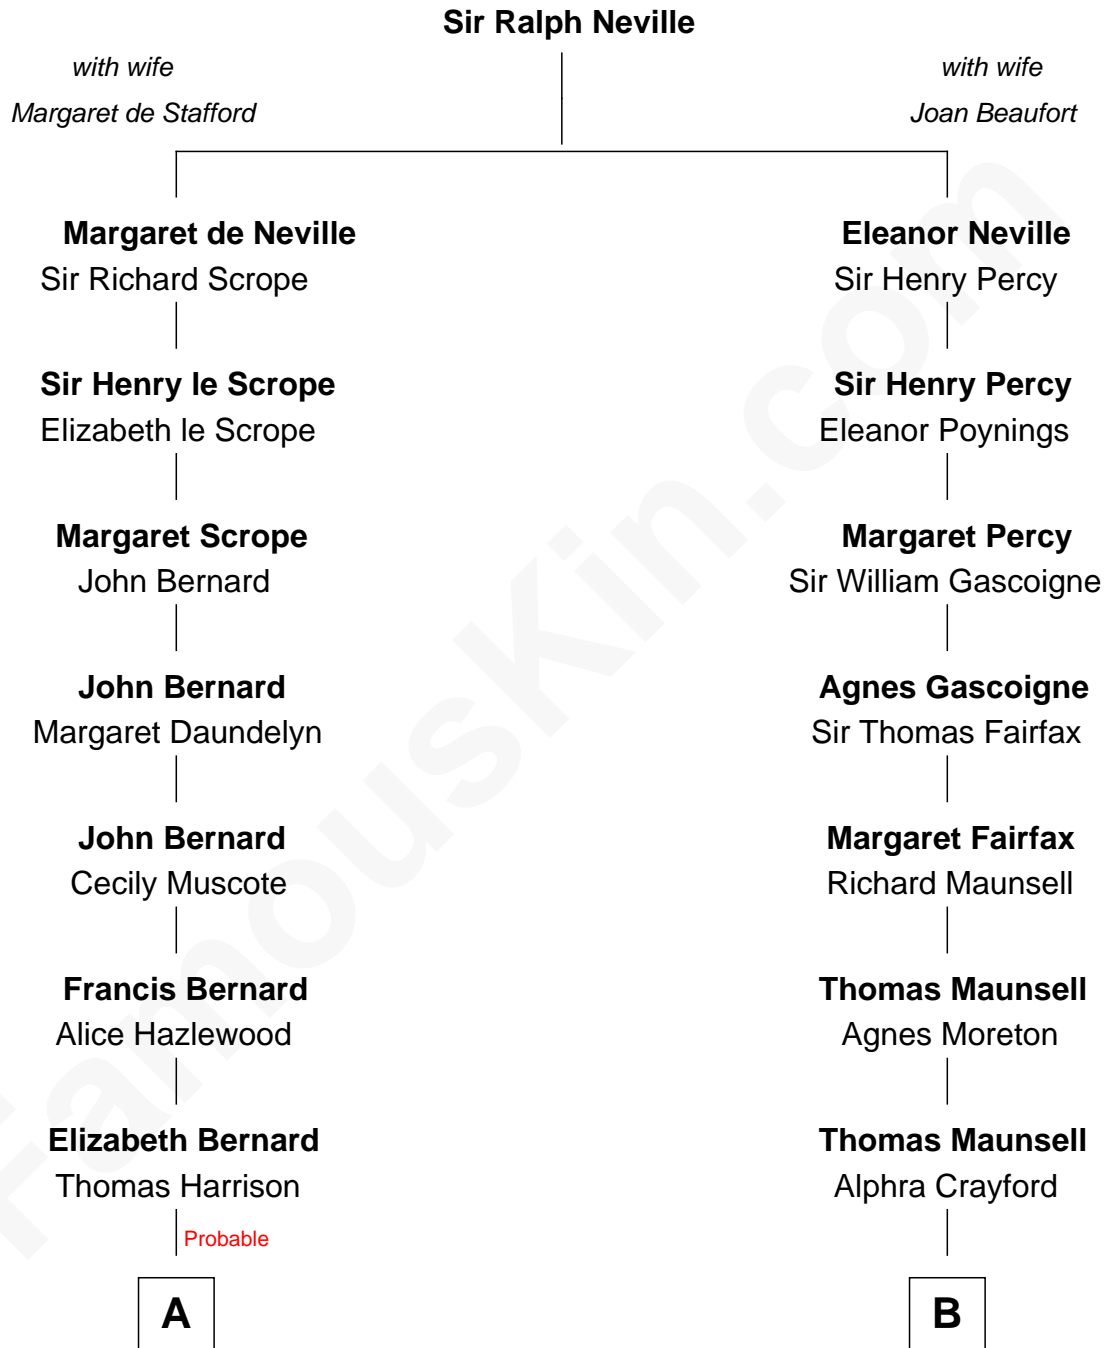 Sir Ralph Neville
with wife
Margaret de Stafford
with wife
Joan Beaufort
Margaret de Neville
Sir Richard Scrope
Eleanor Neville
Sir Henry Percy
Sir Henry le Scrope
Elizabeth le Scrope
Sir Henry Percy
Eleanor Poynings
Margaret Scrope
John Bernard
Margaret Percy
Sir William Gascoigne
John Bernard
Margaret Daundelyn
Agnes Gascoigne
Sir Thomas Fairfax
John Bernard
Cecily Muscote
Margaret Fairfax
Richard Maunsell
Francis Bernard
Alice Hazlewood
Thomas Maunsell
Agnes Moreton
Elizabeth Bernard
Thomas Harrison
Thomas Maunsell
Alphra Crayford
Probable
A
B
FamousKin.com